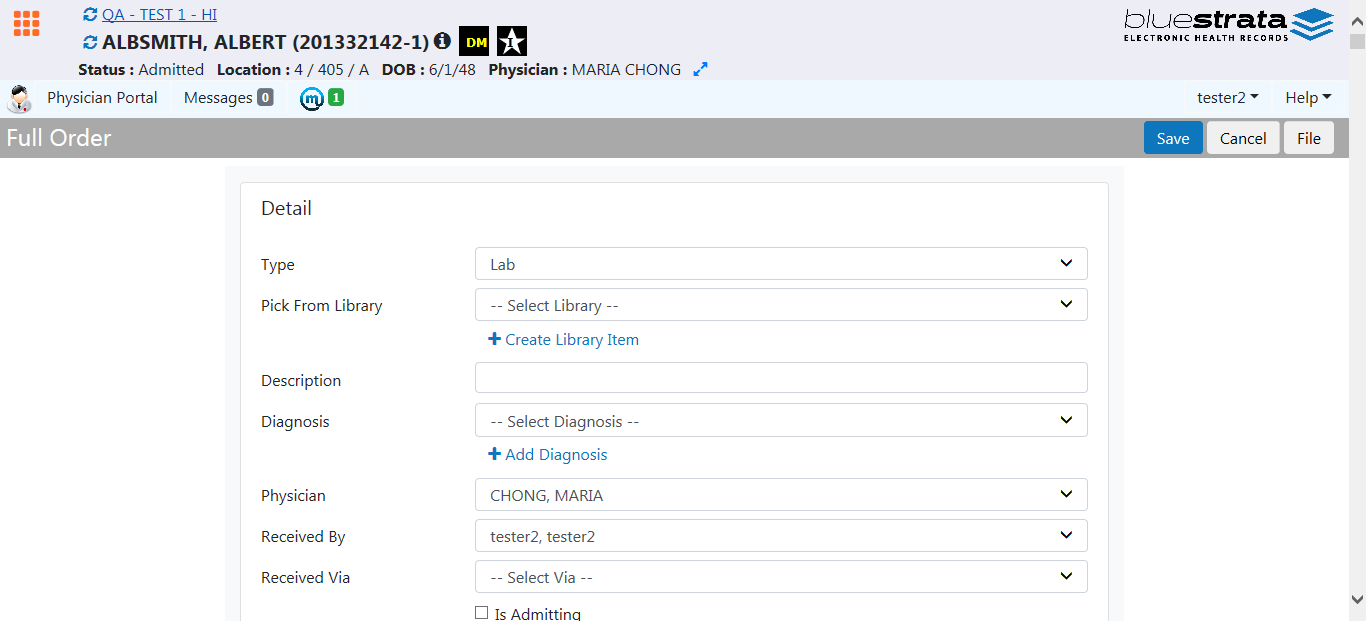 QA - TEST 1 - HI
ALBSMITH, ALBERT (201332142-1) DM 1
Status : Admitted Location : 4 / 405 / A DOB : 6/1/48 Physician : MARIA CHONG
bluestrata
ELECTRONIC HEALTH RECORDS
Physician Portal Messages 0 m 1 tester2 Help
Full Order Save Cancel File
Detail
Type Lab
Pick From Library -- Select Library --
Create Library Item
Description
Diagnosis -- Select Diagnosis --
Add Diagnosis
Physician CHONG, MARIA
Received By tester2, tester2
Received Via -- Select Via --
Is Admitting